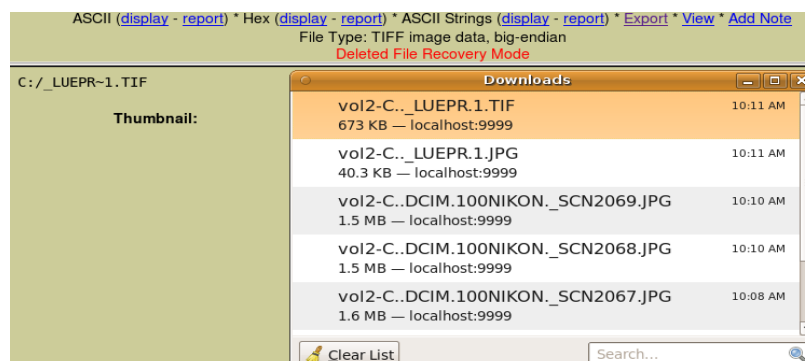 ASCII (display - report) * Hex (display - report) * ASCII Strings (display - report) * Export * View * Add Note
File Type: TIFF image data, big-endian
Deleted File Recovery Mode
C:/_LUEPR~1.TIF
Thumbnail:
Downloads
vol2-C.._LUEPR.1.TIF 10:11 AM
673 KB — localhost:9999
vol2-C.._LUEPR.1.JPG 10:11 AM
40.3 KB — localhost:9999
vol2-C..DCIM.100NIKON._SCN2069.JPG 10:10 AM
1.5 MB — localhost:9999
vol2-C..DCIM.100NIKON._SCN2068.JPG 10:10 AM
1.5 MB — localhost:9999
vol2-C..DCIM.100NIKON._SCN2067.JPG 10:08 AM
1.6 MB — localhost:9999
Clear List Search...